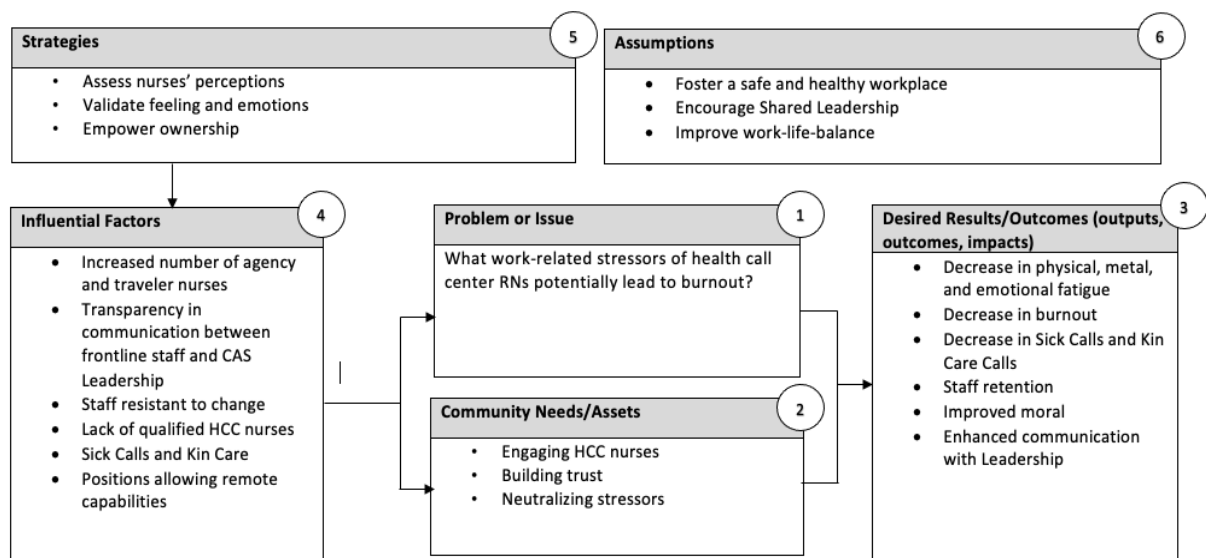 Strategies
5
• Assess nurses’ perceptions
• Validate feeling and emotions
• Empower ownership
Assumptions
6
• Foster a safe and healthy workplace
• Encourage Shared Leadership
• Improve work-life-balance
Influential Factors
4
• Increased number of agency
and traveler nurses
• Transparency in
communication between
frontline staff and CAS
Leadership
• Staff resistant to change
• Lack of qualified HCC nurses
• Sick Calls and Kin Care
• Positions allowing remote
capabilities
Problem or Issue
1
What work-related stressors of health call
center RNs potentially lead to burnout?
Community Needs/Assets
2
• Engaging HCC nurses
• Building trust
• Neutralizing stressors
Desired Results/Outcomes (outputs,
outcomes, impacts)
3
• Decrease in physical, metal,
and emotional fatigue
• Decrease in burnout
• Decrease in Sick Calls and Kin
Care Calls
• Staff retention
• Improved moral
• Enhanced communication
with Leadership